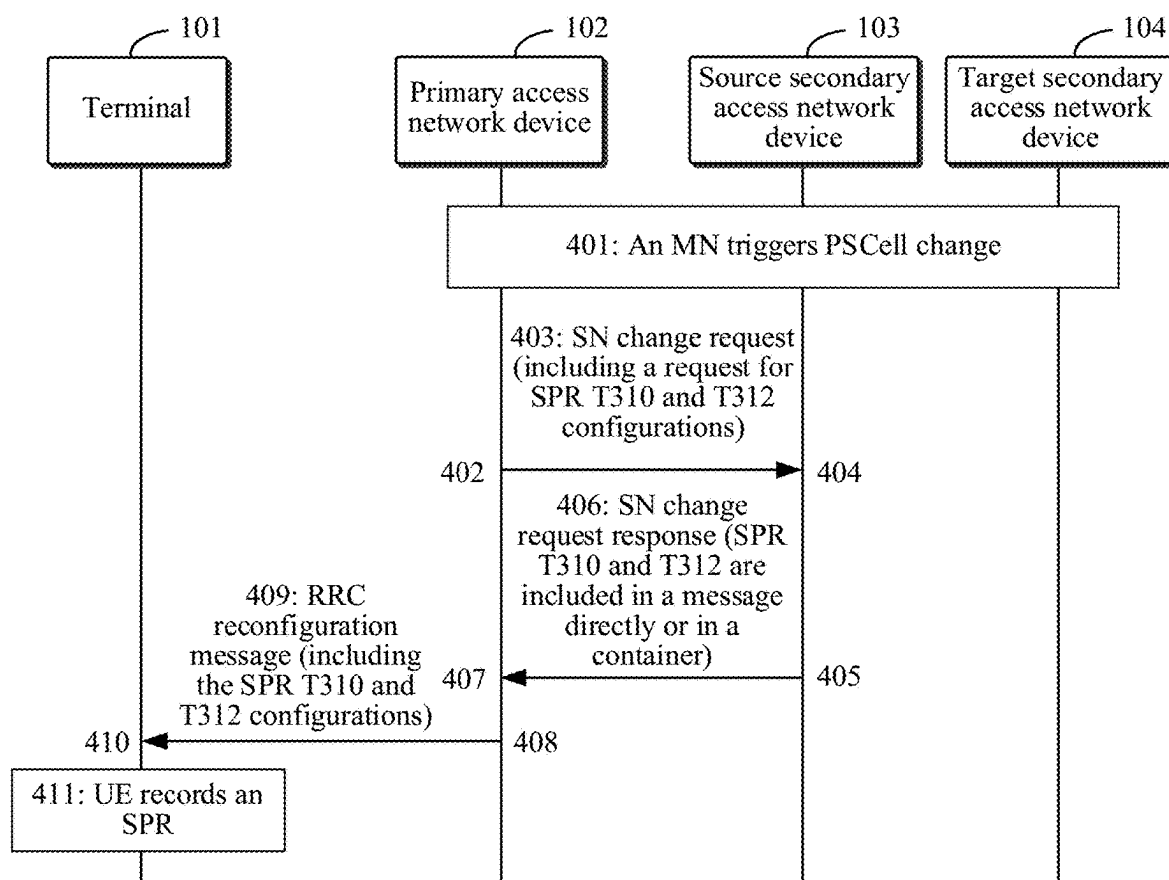 101
102
103
104
Terminal
Primary access
network device
Source secondary
access network
device
Target secondary
access network
device
401: An MN triggers PSCell change
403: SN change request
(including a request for
SPR T310 and T312
configurations)
402
404
406: SN change
request response (SPR
T310 and T312 are
included in a message
directly or in a
container)
407
405
409: RRC
reconfiguration
message (including
the SPR T310 and
T312 configurations)
410
408
411: UE records an
SPR